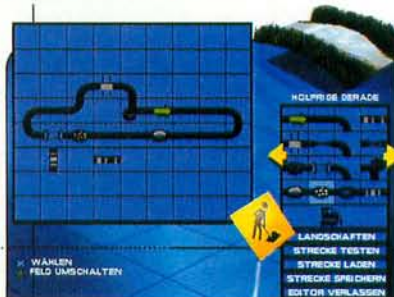 HOLPRIGE GERADE
LANDSCHAFTEN
STRECKE TESTEN
STRECKE LADEN
STRECKE SPEICHERN
EDITOR VERLASSEN
WÄHLEN
FELD UMSCHALTEN